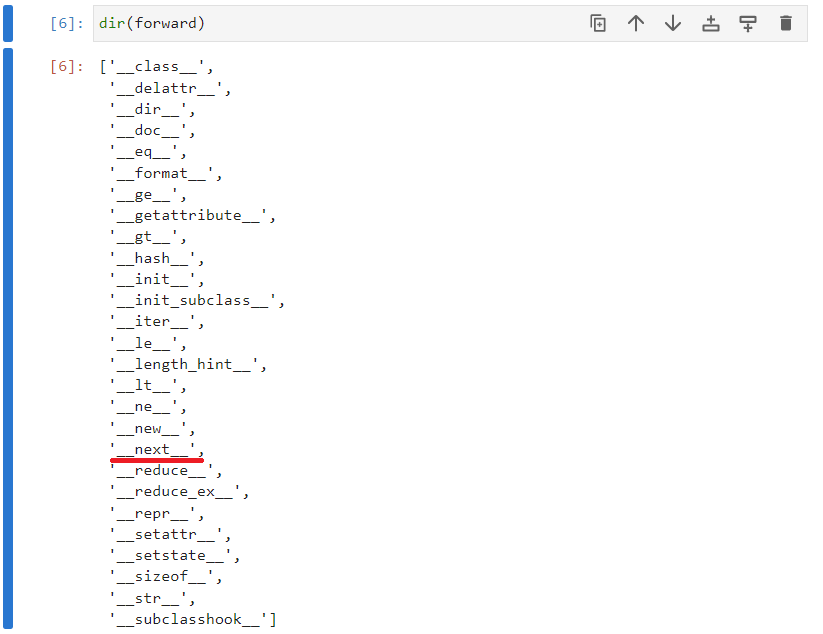 [6]: dir(forward)
[6]: ['__class__',
'__delattr__',
'__dir__',
'__doc__',
'__eq__',
'__format__',
'__ge__',
'__getattribute__',
'__gt__',
'__hash__',
'__init__',
'__init_subclass__',
'__iter__',
'__le__',
'__length_hint__',
'__lt__',
'__ne__',
'__new__',
'__next__',
'__reduce__',
'__reduce_ex__',
'__repr__',
'__setattr__',
'__setstate__',
'__sizeof__',
'__str__',
'__subclasshook__']